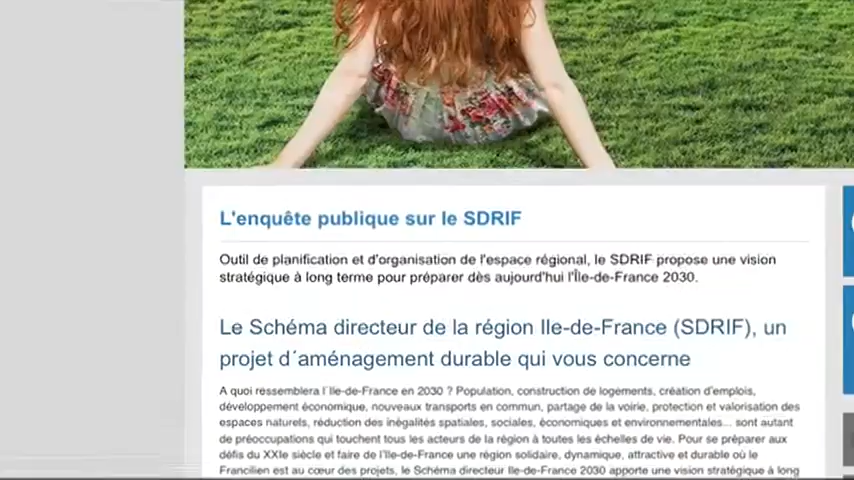 L'enquête publique sur le SDRIF
Outil de planification et d'organisation de l'espace régional, le SDRIF propose une vision
stratégique à long terme pour préparer dès aujourd'hui l'Île-de-France 2030.
Le Schéma directeur de la région Ile-de-France (SDRIF), un
projet d´aménagement durable qui vous concerne
A quoi ressemblera l´Ile-de-France en 2030 ? Population, construction de logements, création d'emplois,
développement économique, nouveaux transports en commun, partage de la voirie, protection et valorisation des
espaces naturels, réduction des inégalités spatiales, sociales, économiques et environnementales... sont autant
de préoccupations qui touchent tous les acteurs de la région à toutes les échelles de vie. Pour se préparer aux
défis du XXIe siècle et faire de l'Ile-de-France une région solidaire, dynamique, attractive et durable où le
Francilien est au cœur des projets, le Schéma directeur Ile-de-France 2030 apporte une vision stratégique à long